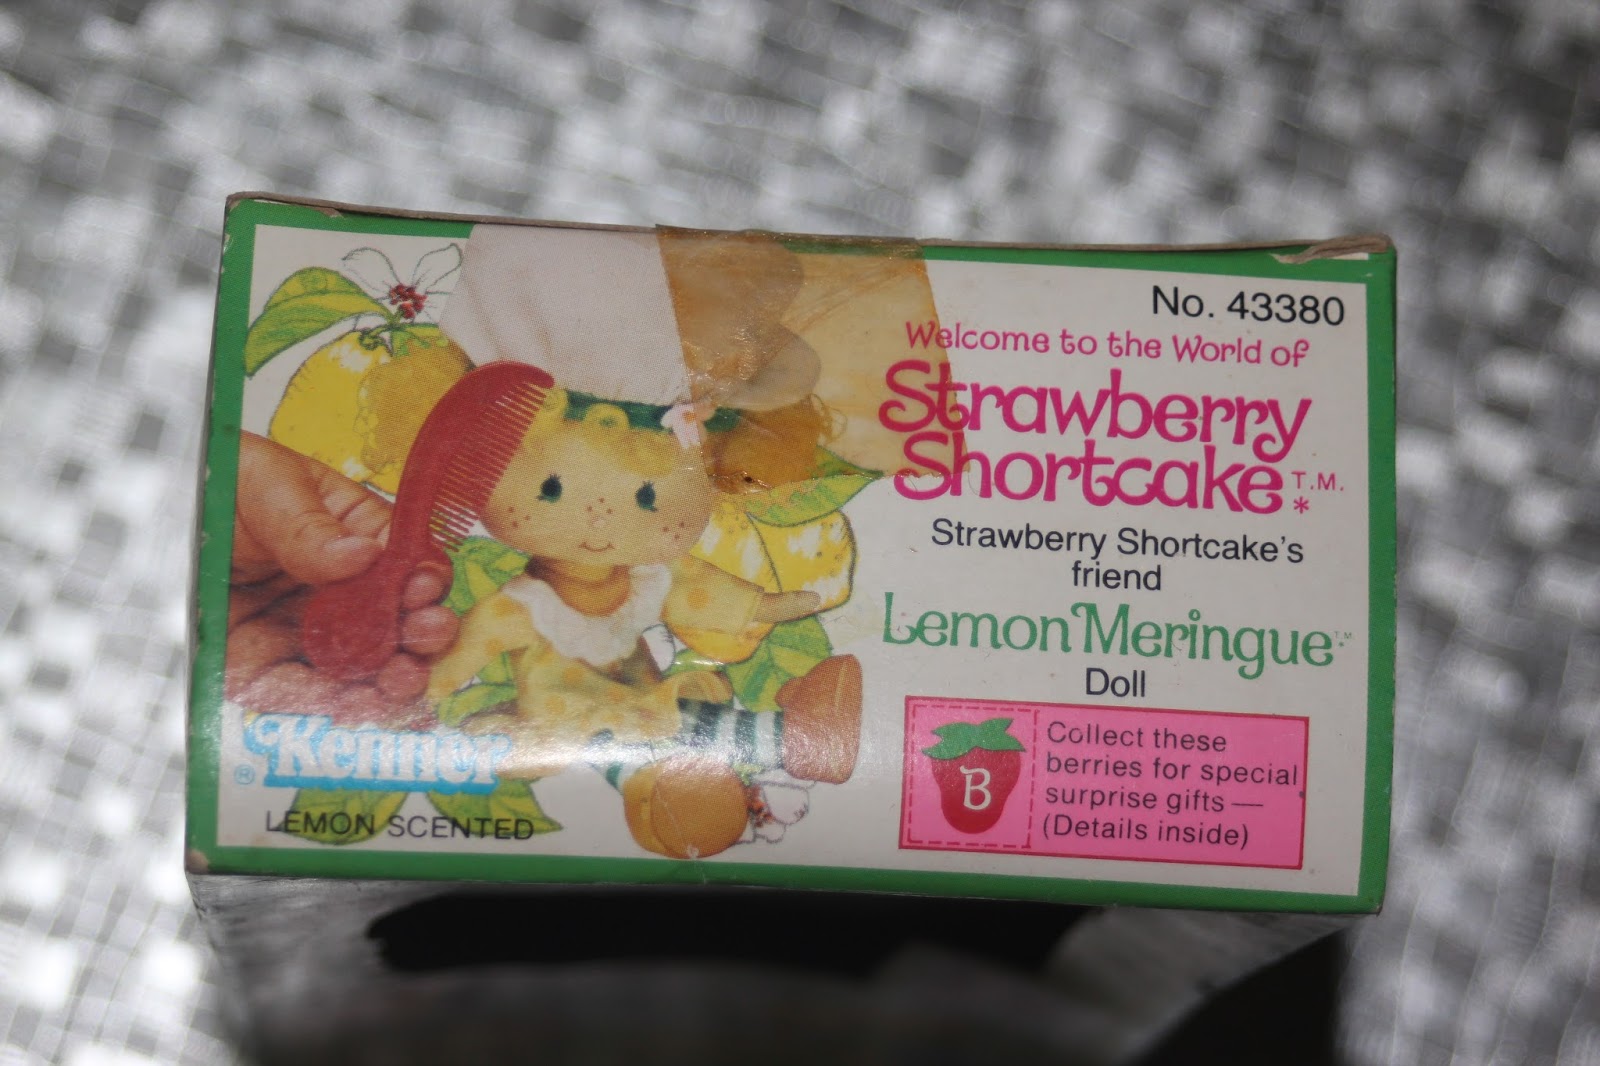 No. 43380
Welcome to the World of
Strawberry
Shortcake T.M.
*
Strawberry Shortcake's
friend
Lemon Meringue T.M.
Doll
B
Collect these
berries for special
surprise gifts —
(Details inside)
Kenner
®
LEMON SCENTED